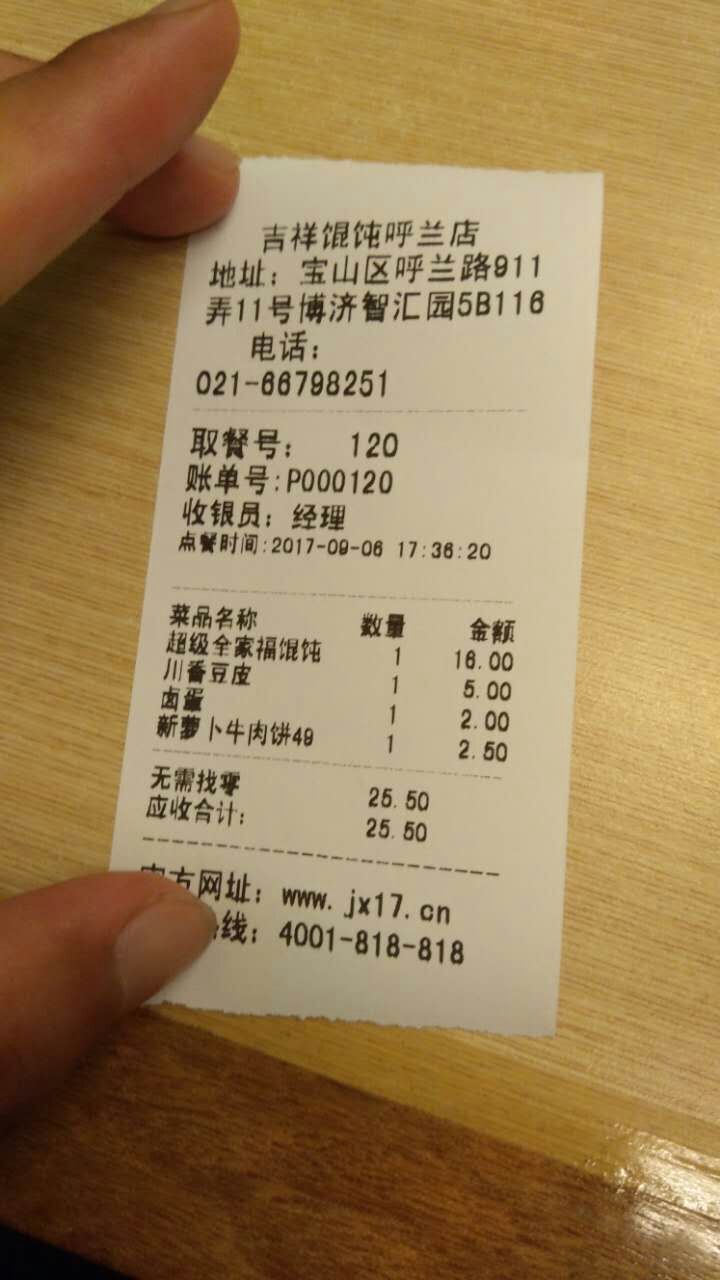 吉祥馄饨呼兰店
地址：宝山区呼兰路911
弄11号博济智汇园5B116
电话：
021-66798251
取餐号： 120
账单号:P000120
收银员：经理
点餐时间:2017-09-06 17:36:20
菜品名称 数量 金额
超级全家福馄饨 1 16.00
川香豆皮 1 5.00
卤蛋 1 2.00
新萝卜牛肉饼49 1 2.50
无需找零 25.50
应收合计： 25.50
官方网址：www.jx17.cn
线：4001-818-818